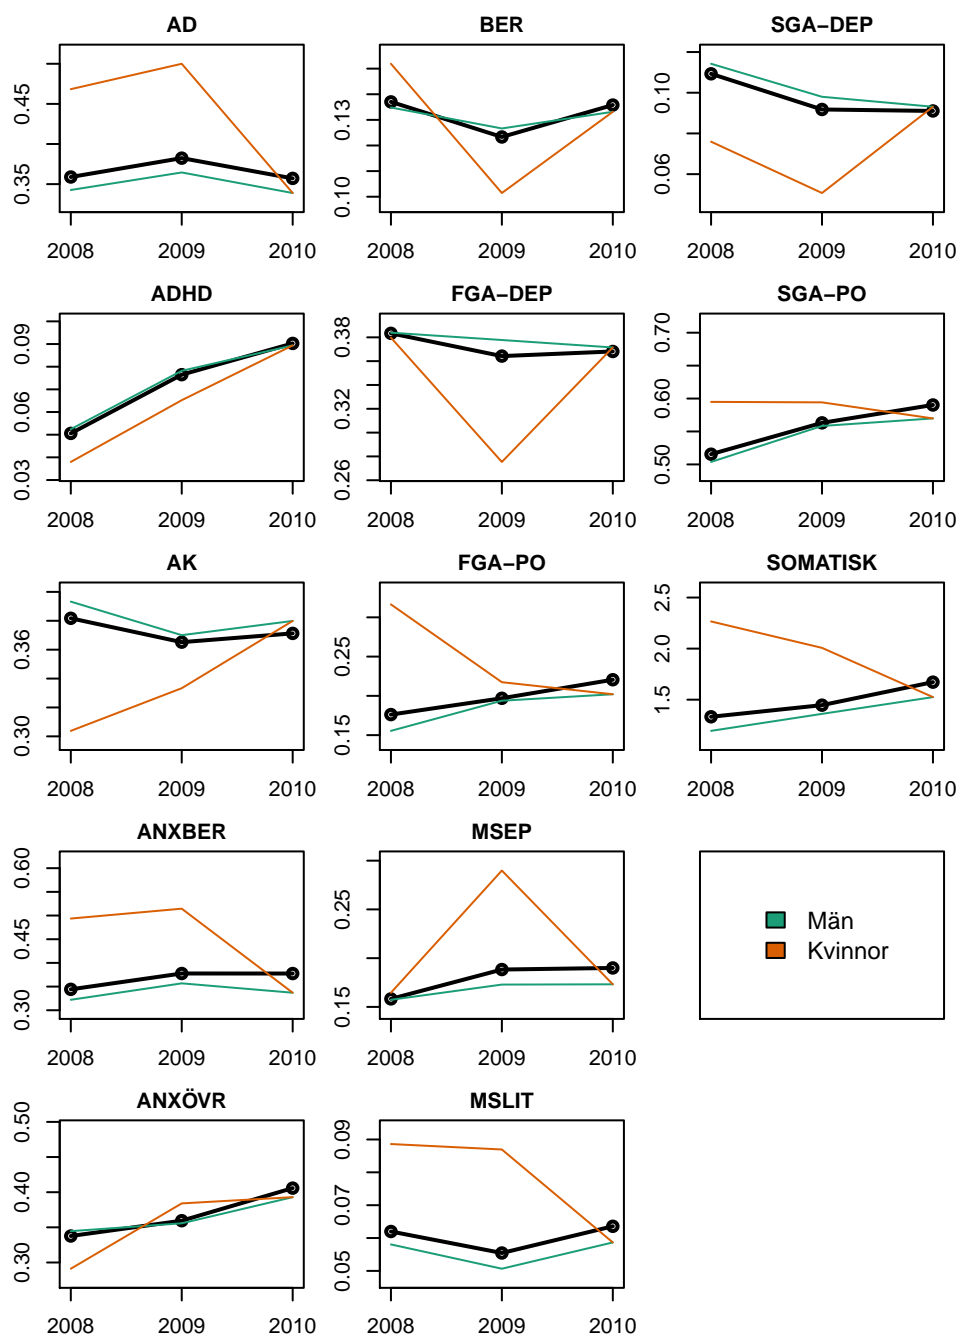 AD
0.35
0.45
2008 2009 2010
BER
0.10
0.13
2008 2009 2010
SGA−DEP
0.06
0.10
2008 2009 2010
ADHD
0.03
0.06
0.09
2008 2009 2010
FGA−DEP
0.26
0.32
0.38
2008 2009 2010
SGA−PO
0.50
0.60
0.70
2008 2009 2010
AK
0.30
0.36
2008 2009 2010
FGA−PO
0.15
0.25
2008 2009 2010
SOMATISK
1.5
2.0
2.5
2008 2009 2010
ANXBER
0.30
0.45
0.60
2008 2009 2010
MSEP
0.15
0.25
2008 2009 2010
Män
Kvinnor
ANXÖVR
0.30
0.40
0.50
2008 2009 2010
MSLIT
0.05
0.07
0.09
2008 2009 2010